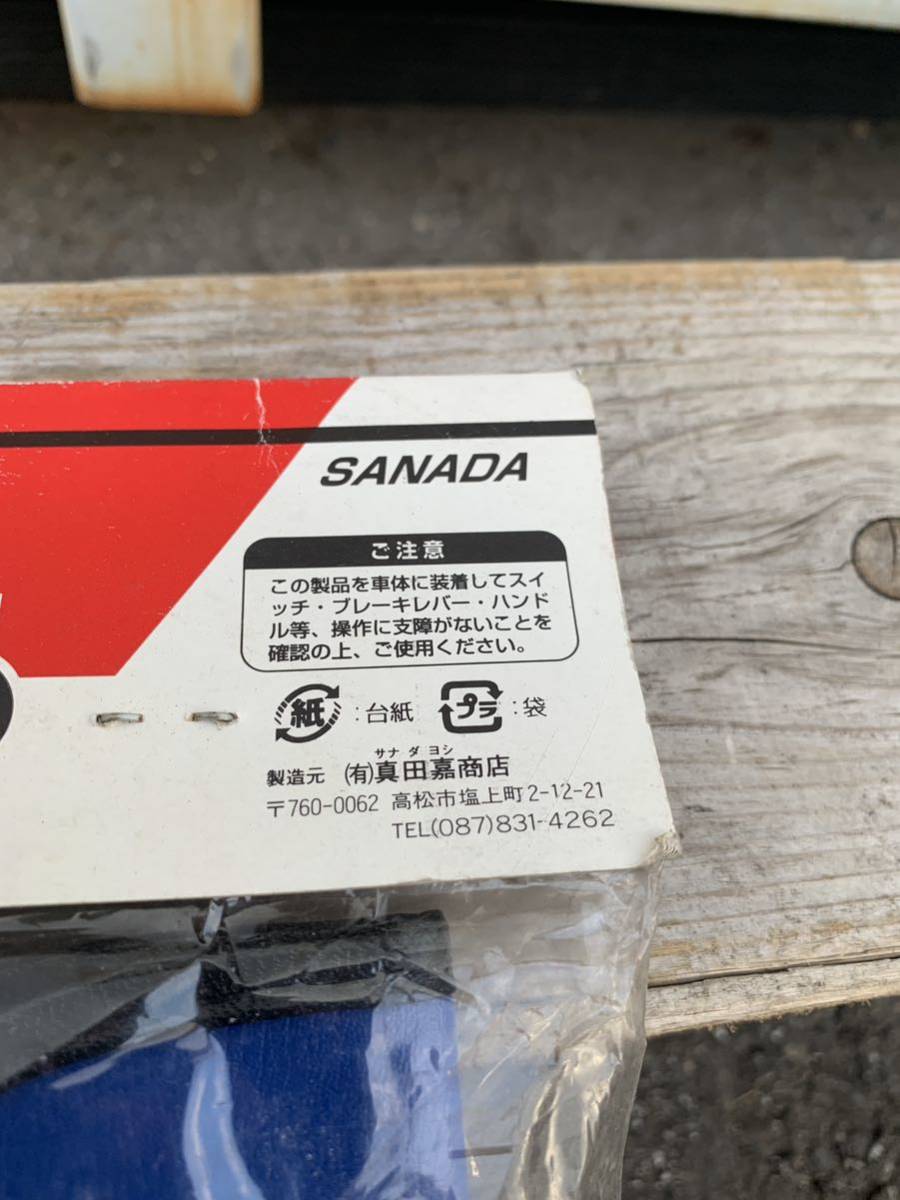 SANADA
ご注意
この製品を車体に装着してスイ
ッチ・ブレーキレバー・ハンド
ル等、操作に支障がないことを
確認の上、ご使用ください。
紙:台紙 プラ:袋
サナ ダ ヨシ
製造元 (有)真田嘉商店
〒760-0062 高松市塩上町2-12-21
TEL(087)831-4262